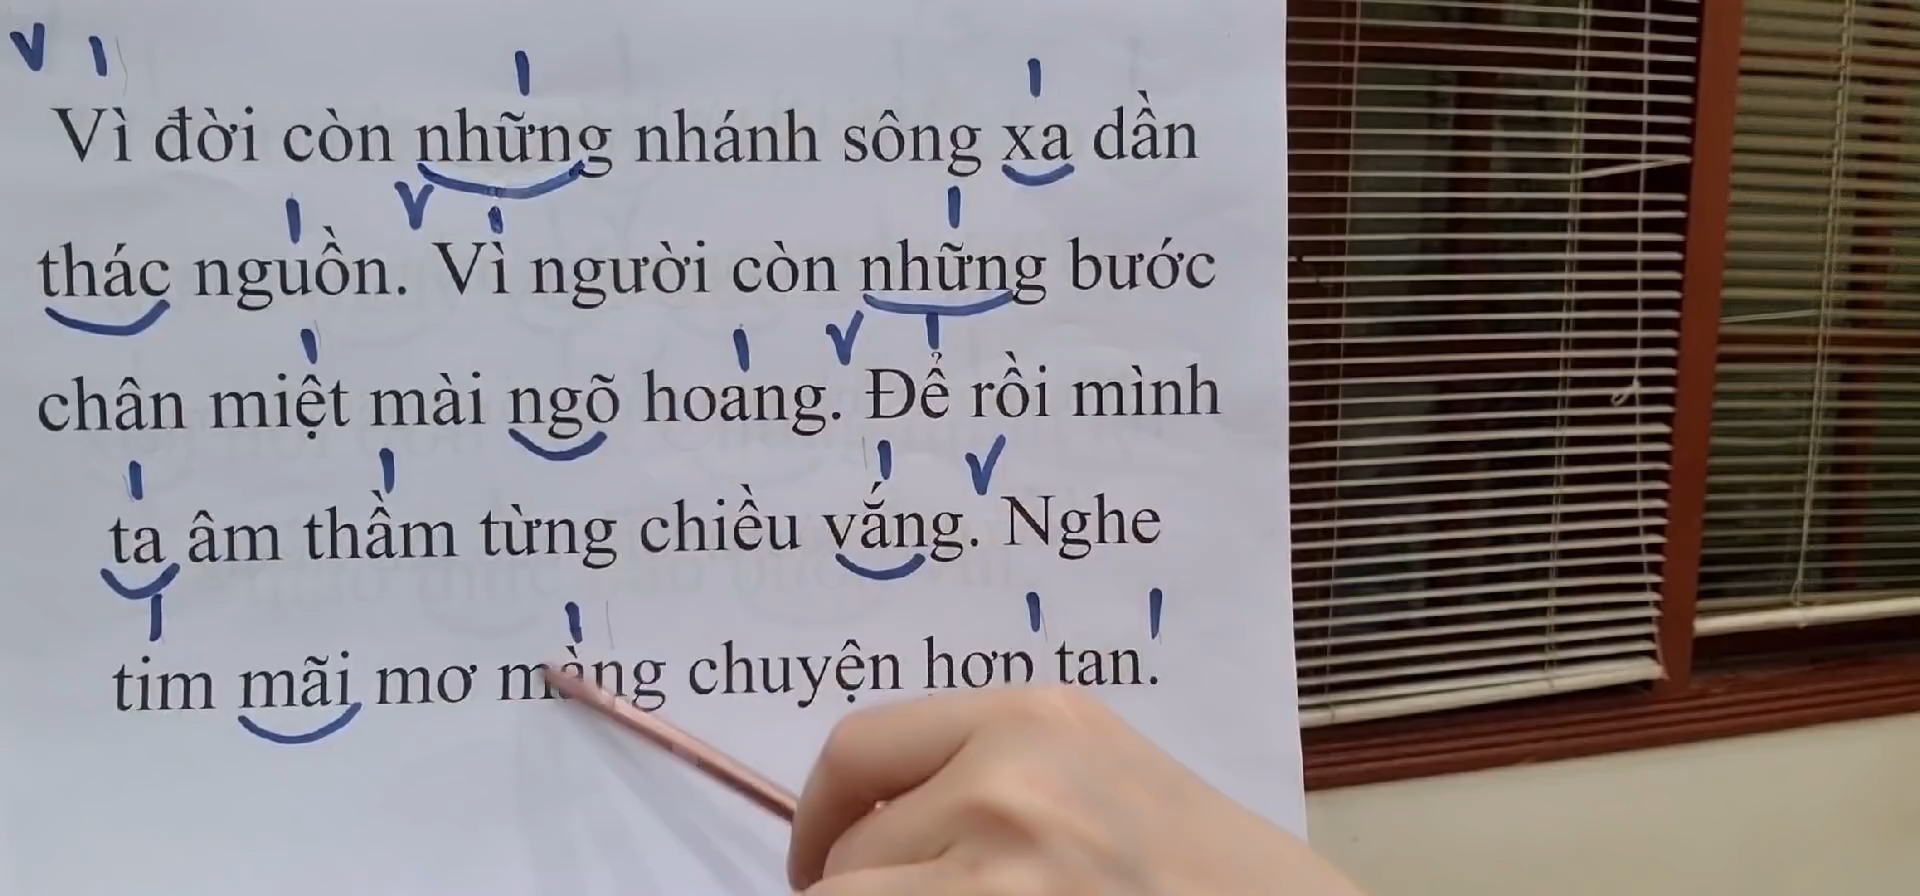 Vì đời còn những nhánh sông xa dần
thác nguồn. Vì người còn những bước
chân miệt mài ngõ hoang. Để rồi mình
ta âm thầm từng chiều vắng. Nghe
tim mãi mơ màng chuyện hợp tan.